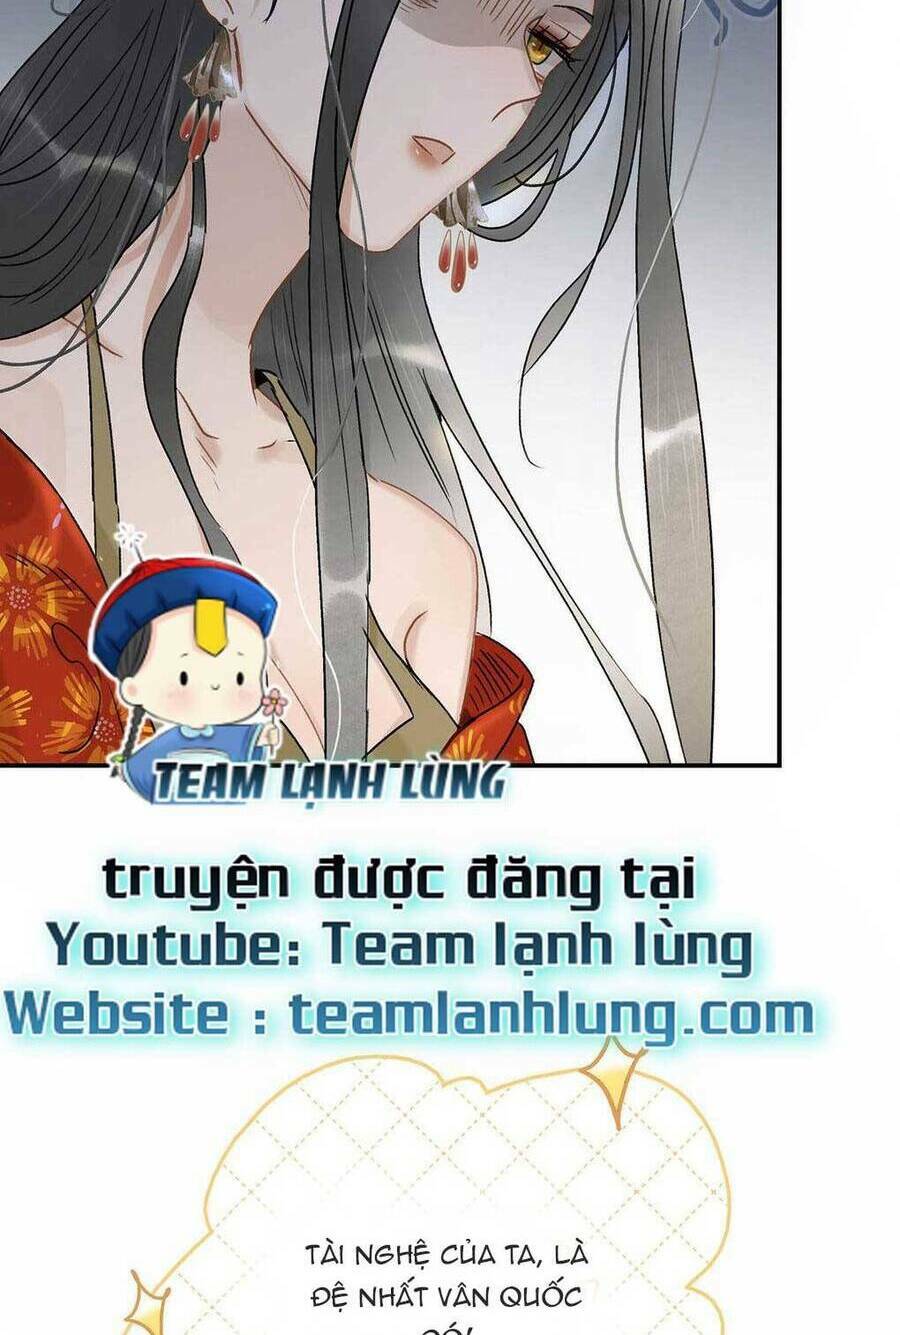 TEAM LẠNH LÙNG
truyện được đăng tại
Youtube: Team lạnh lùng
Website : teamlanhlung.com
TÀI NGHỆ CỦA TA, LÀ
ĐỆ NHẤT VÂN QUỐC